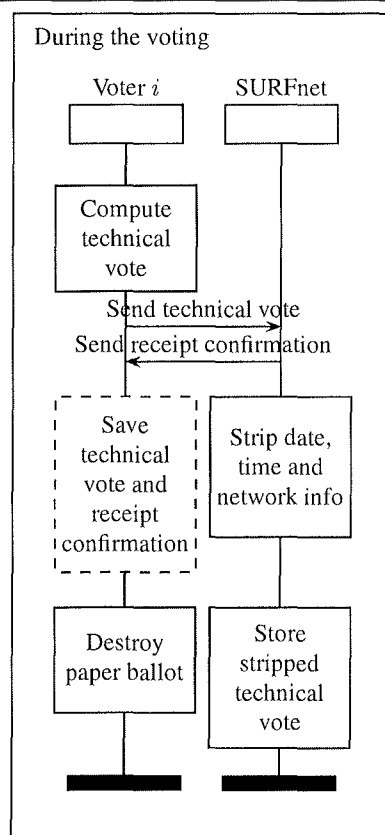 During the voting
Voter i
SURFnet
Compute
technical
vote
Send technical vote
Send receipt confirmation
Save
technical
vote and
receipt
confirmation
Strip date,
time and
network info
Destroy
paper ballot
Store
stripped
technical
vote